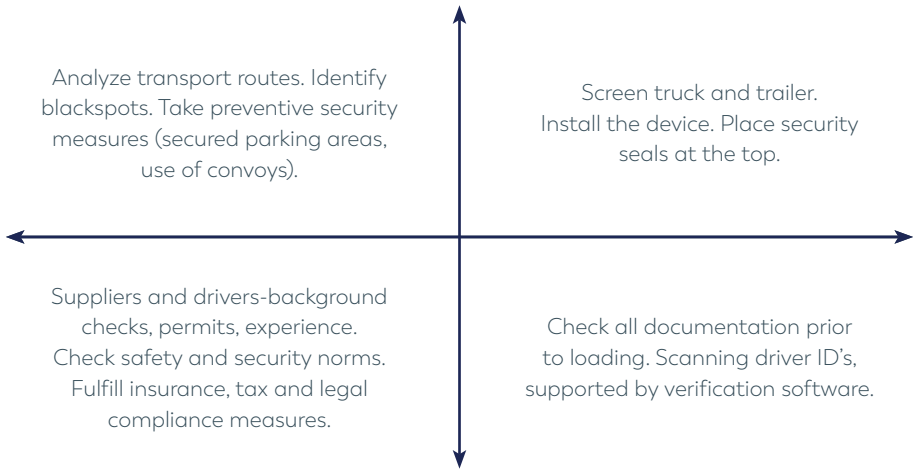 Analyze transport routes. Identify
blackspots. Take preventive security
measures (secured parking areas,
use of convoys).
Screen truck and trailer.
Install the device. Place security
seals at the top.
Suppliers and drivers-background
checks, permits, experience.
Check safety and security norms.
Fulfill insurance, tax and legal
compliance measures.
Check all documentation prior
to loading. Scanning driver ID’s,
supported by verification software.